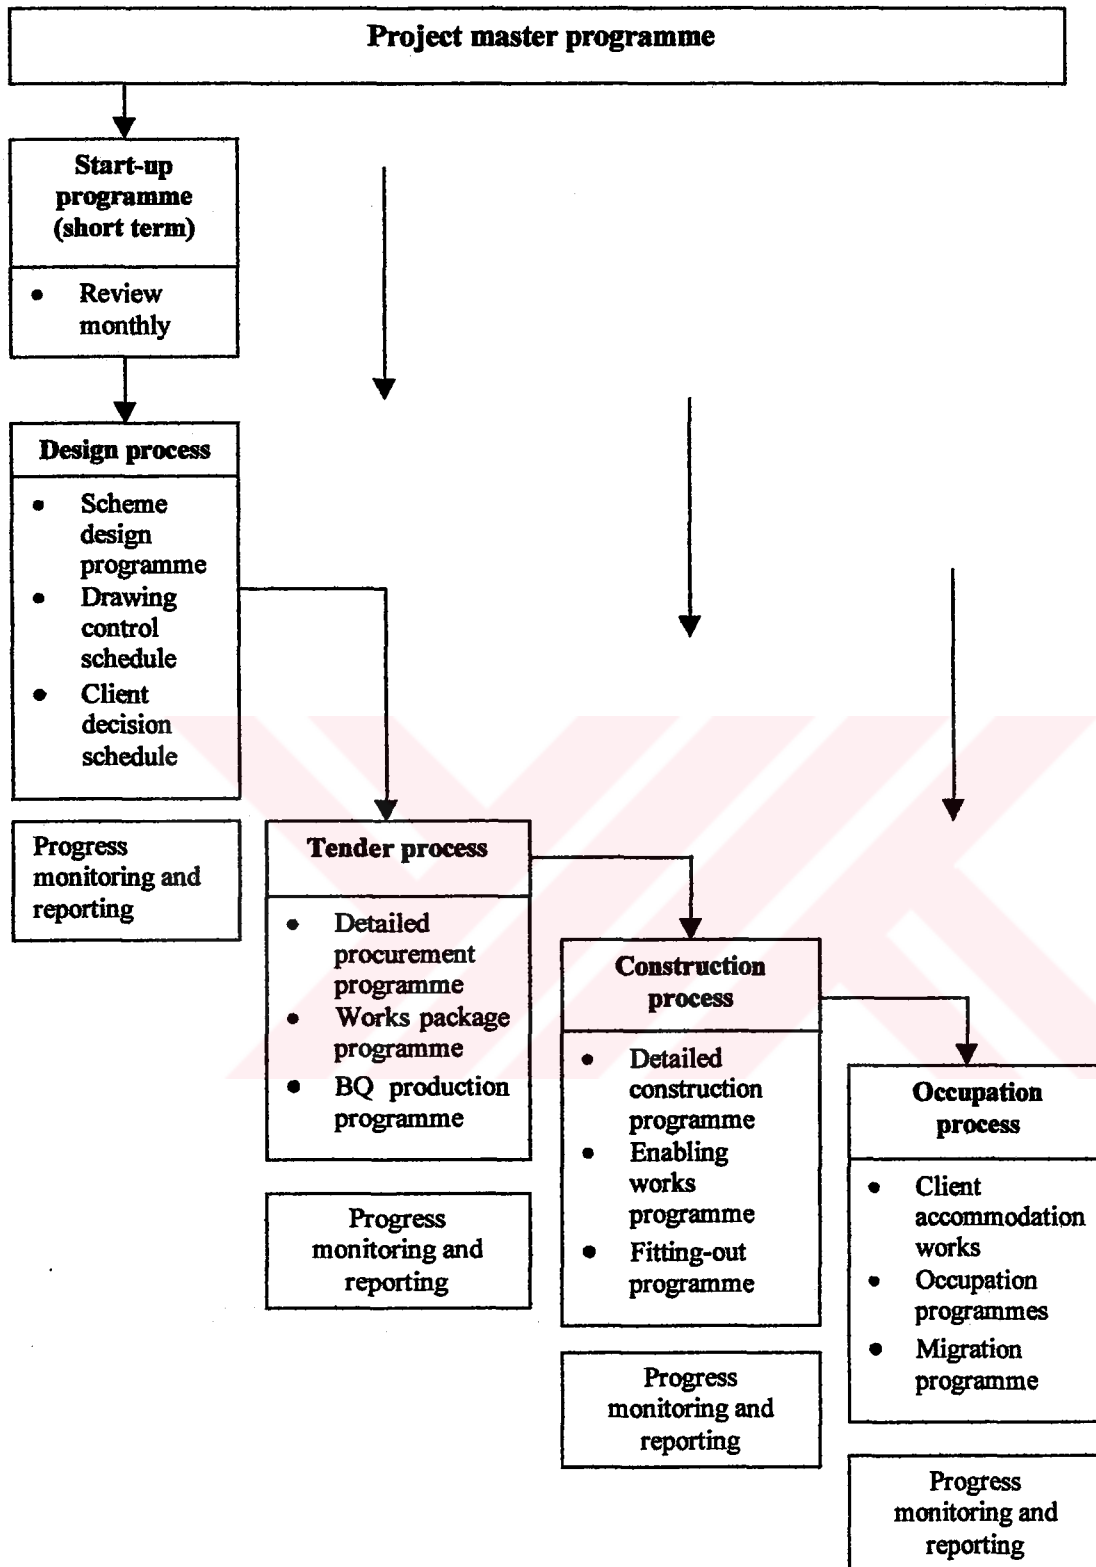 Project master programme
Start-up
programme
(short term)
● Review
monthly
Design process
● Scheme
design
programme
● Drawing
control
schedule
● Client
decision
schedule
Progress
monitoring and
reporting
Tender process
● Detailed
procurement
programme
● Works package
programme
● BQ production
programme
Progress
monitoring and
reporting
Construction
process
● Detailed
construction
programme
● Enabling
works
programme
● Fitting-out
programme
Progress
monitoring and
reporting
Occupation
process
● Client
accommodation
works
● Occupation
programmes
● Migration
programme
Progress
monitoring and
reporting